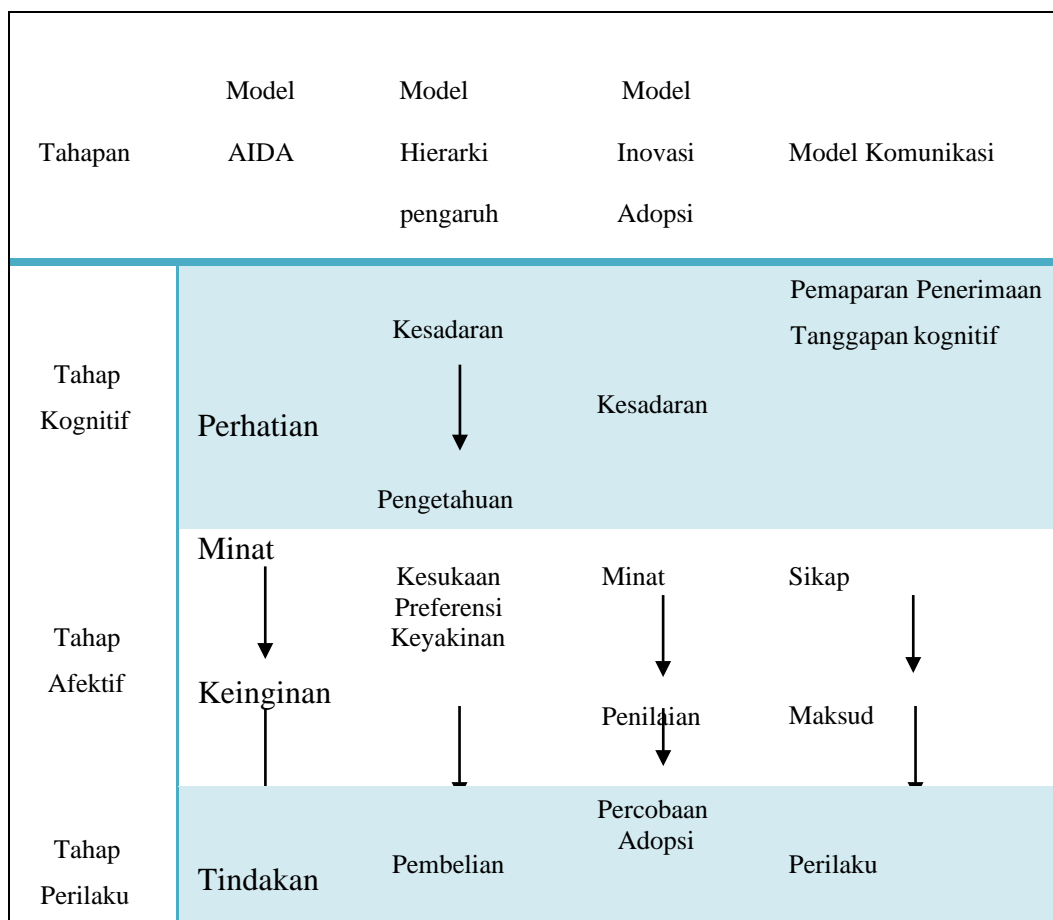 Tahapan
Model
AIDA
Model
Hierarki
pengaruh
Model
Inovasi
Adopsi
Model Komunikasi
Tahap
Kognitif
Perhatian
Kesadaran
Pengetahuan
Kesadaran
Pemaparan Penerimaan
Tanggapan kognitif
Tahap
Afektif
Minat
Keinginan
Kesukaan
Preferensi
Keyakinan
Minat
Penilaian
Sikap
Maksud
Tahap
Perilaku
Tindakan
Pembelian
Percobaan
Adopsi
Perilaku